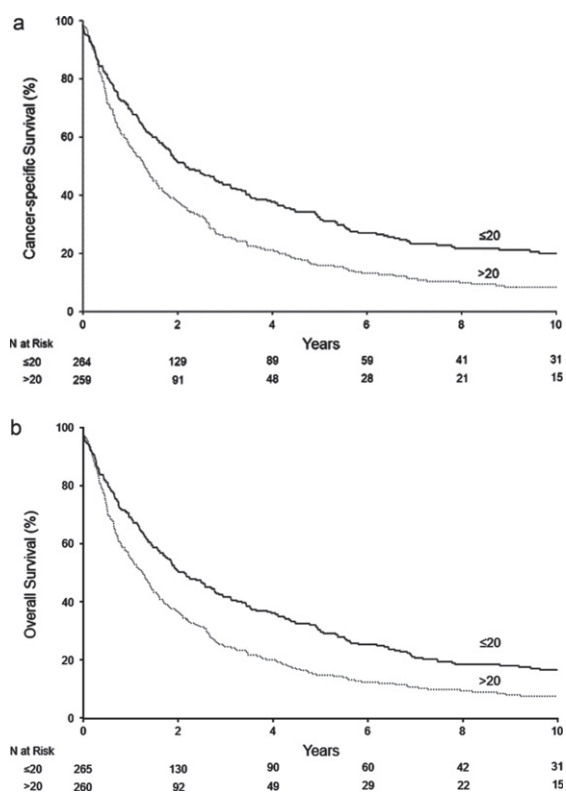 a
Cancer-specific Survival (%)
100
80
60
40
20
0
≤20
>20
0 2 4 6 8 10
Years
N at Risk
≤20 264 129 89 59 41 31
>20 259 91 48 28 21 15
b
Overall Survival (%)
100
80
60
40
20
0
≤20
>20
0 2 4 6 8 10
Years
N at Risk
≤20 265 130 90 60 42 31
>20 260 92 49 29 22 15